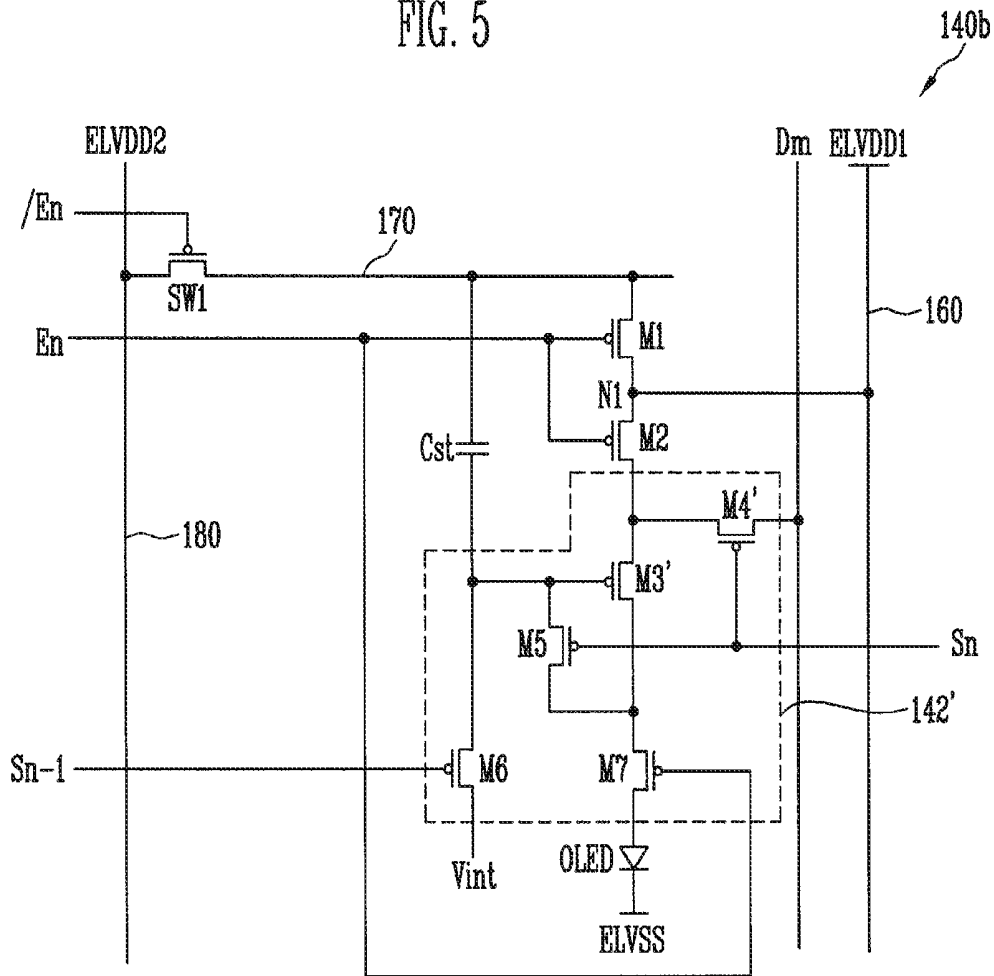 FIG. 5
140b
ELVDD2
Dm
ELVDD1
/En
170
SW1
160
En
M1
N1
M2
Cst
M4'
180
M3'
M5
Sn
142'
Sn-1
M6
M7
OLED
Vint
ELVSS